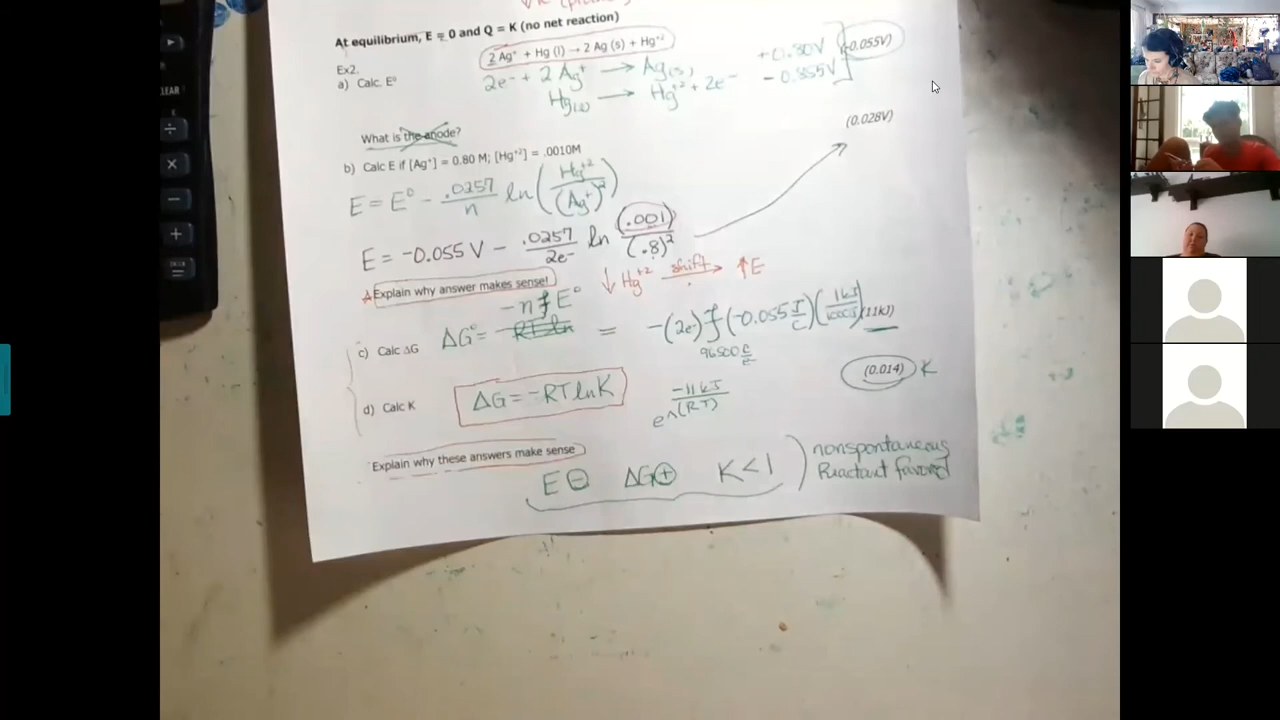 At equilibrium, E = 0 and Q = K (no net reaction)
Ex2.
2 Ag⁺ + Hg (l) → 2 Ag (s) + Hg⁺²
a) Calc. E⁰
2e⁻ + 2 Ag⁺ → Ag(s) +0.80V
Hg(l) → Hg⁺² + 2e⁻ - 0.855V
(-0.055V)
What is the anode?
(0.028V)
b) Calc E if [Ag⁺] = 0.80 M; [Hg⁺²] = .0010M
E = E⁰ - .0257/n ln (Hg⁺²/(Ag⁺)²)
E = -0.055 V - .0257/2e⁻ ln (.001)/(.8)²
Explain why answer makes sense!
↓ Hg⁺² shift → ↑E
c) Calc ΔG
ΔG° = -nƒE° = -(2e⁻)ƒ(-0.055 J/C)(1kJ/1000J) (11kJ)
96500 C/e⁻
(0.014) K
d) Calc K
ΔG = -RT ln K
e^ -11kJ/(RT)
Explain why these answers make sense
E ⊖ ΔG ⊕ K < 1
nonspontaneous
Reactant favored